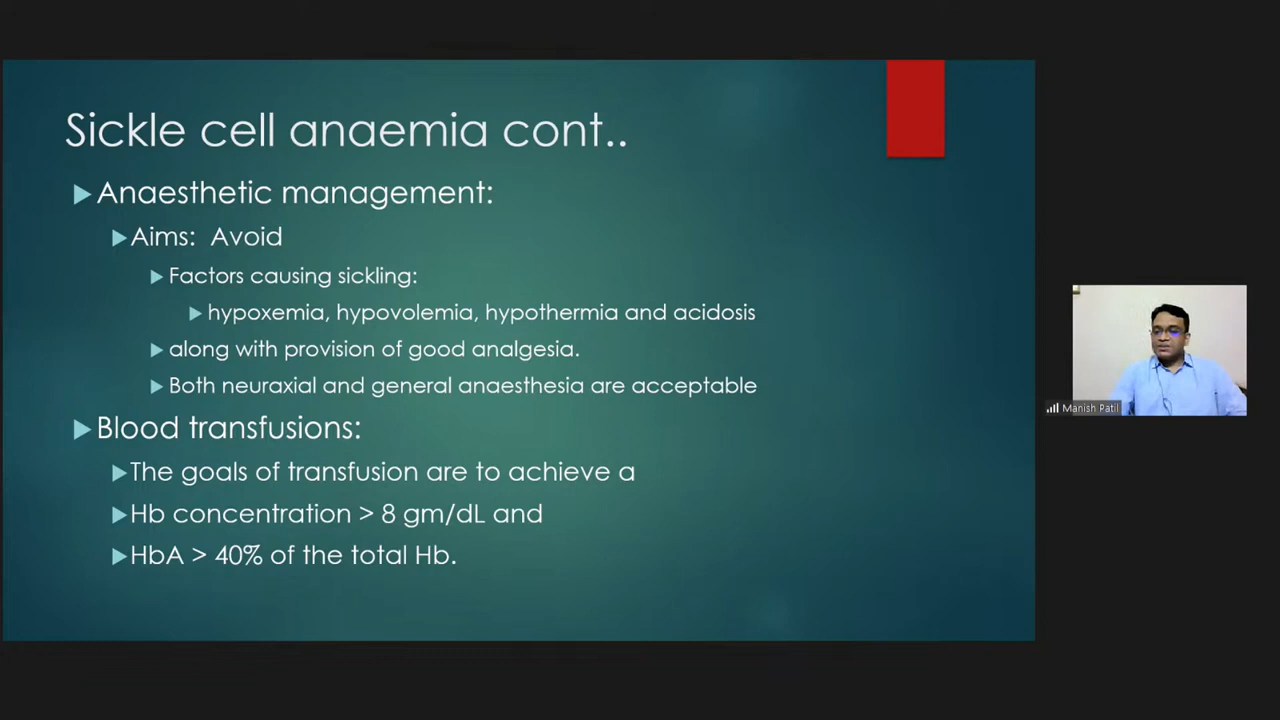 Sickle cell anaemia cont..
Anaesthetic management:
Aims: Avoid
Factors causing sickling:
hypoxemia, hypovolemia, hypothermia and acidosis
along with provision of good analgesia.
Both neuraxial and general anaesthesia are acceptable
Blood transfusions:
The goals of transfusion are to achieve a
Hb concentration > 8 gm/dL and
HbA > 40% of the total Hb.
Manish Patil